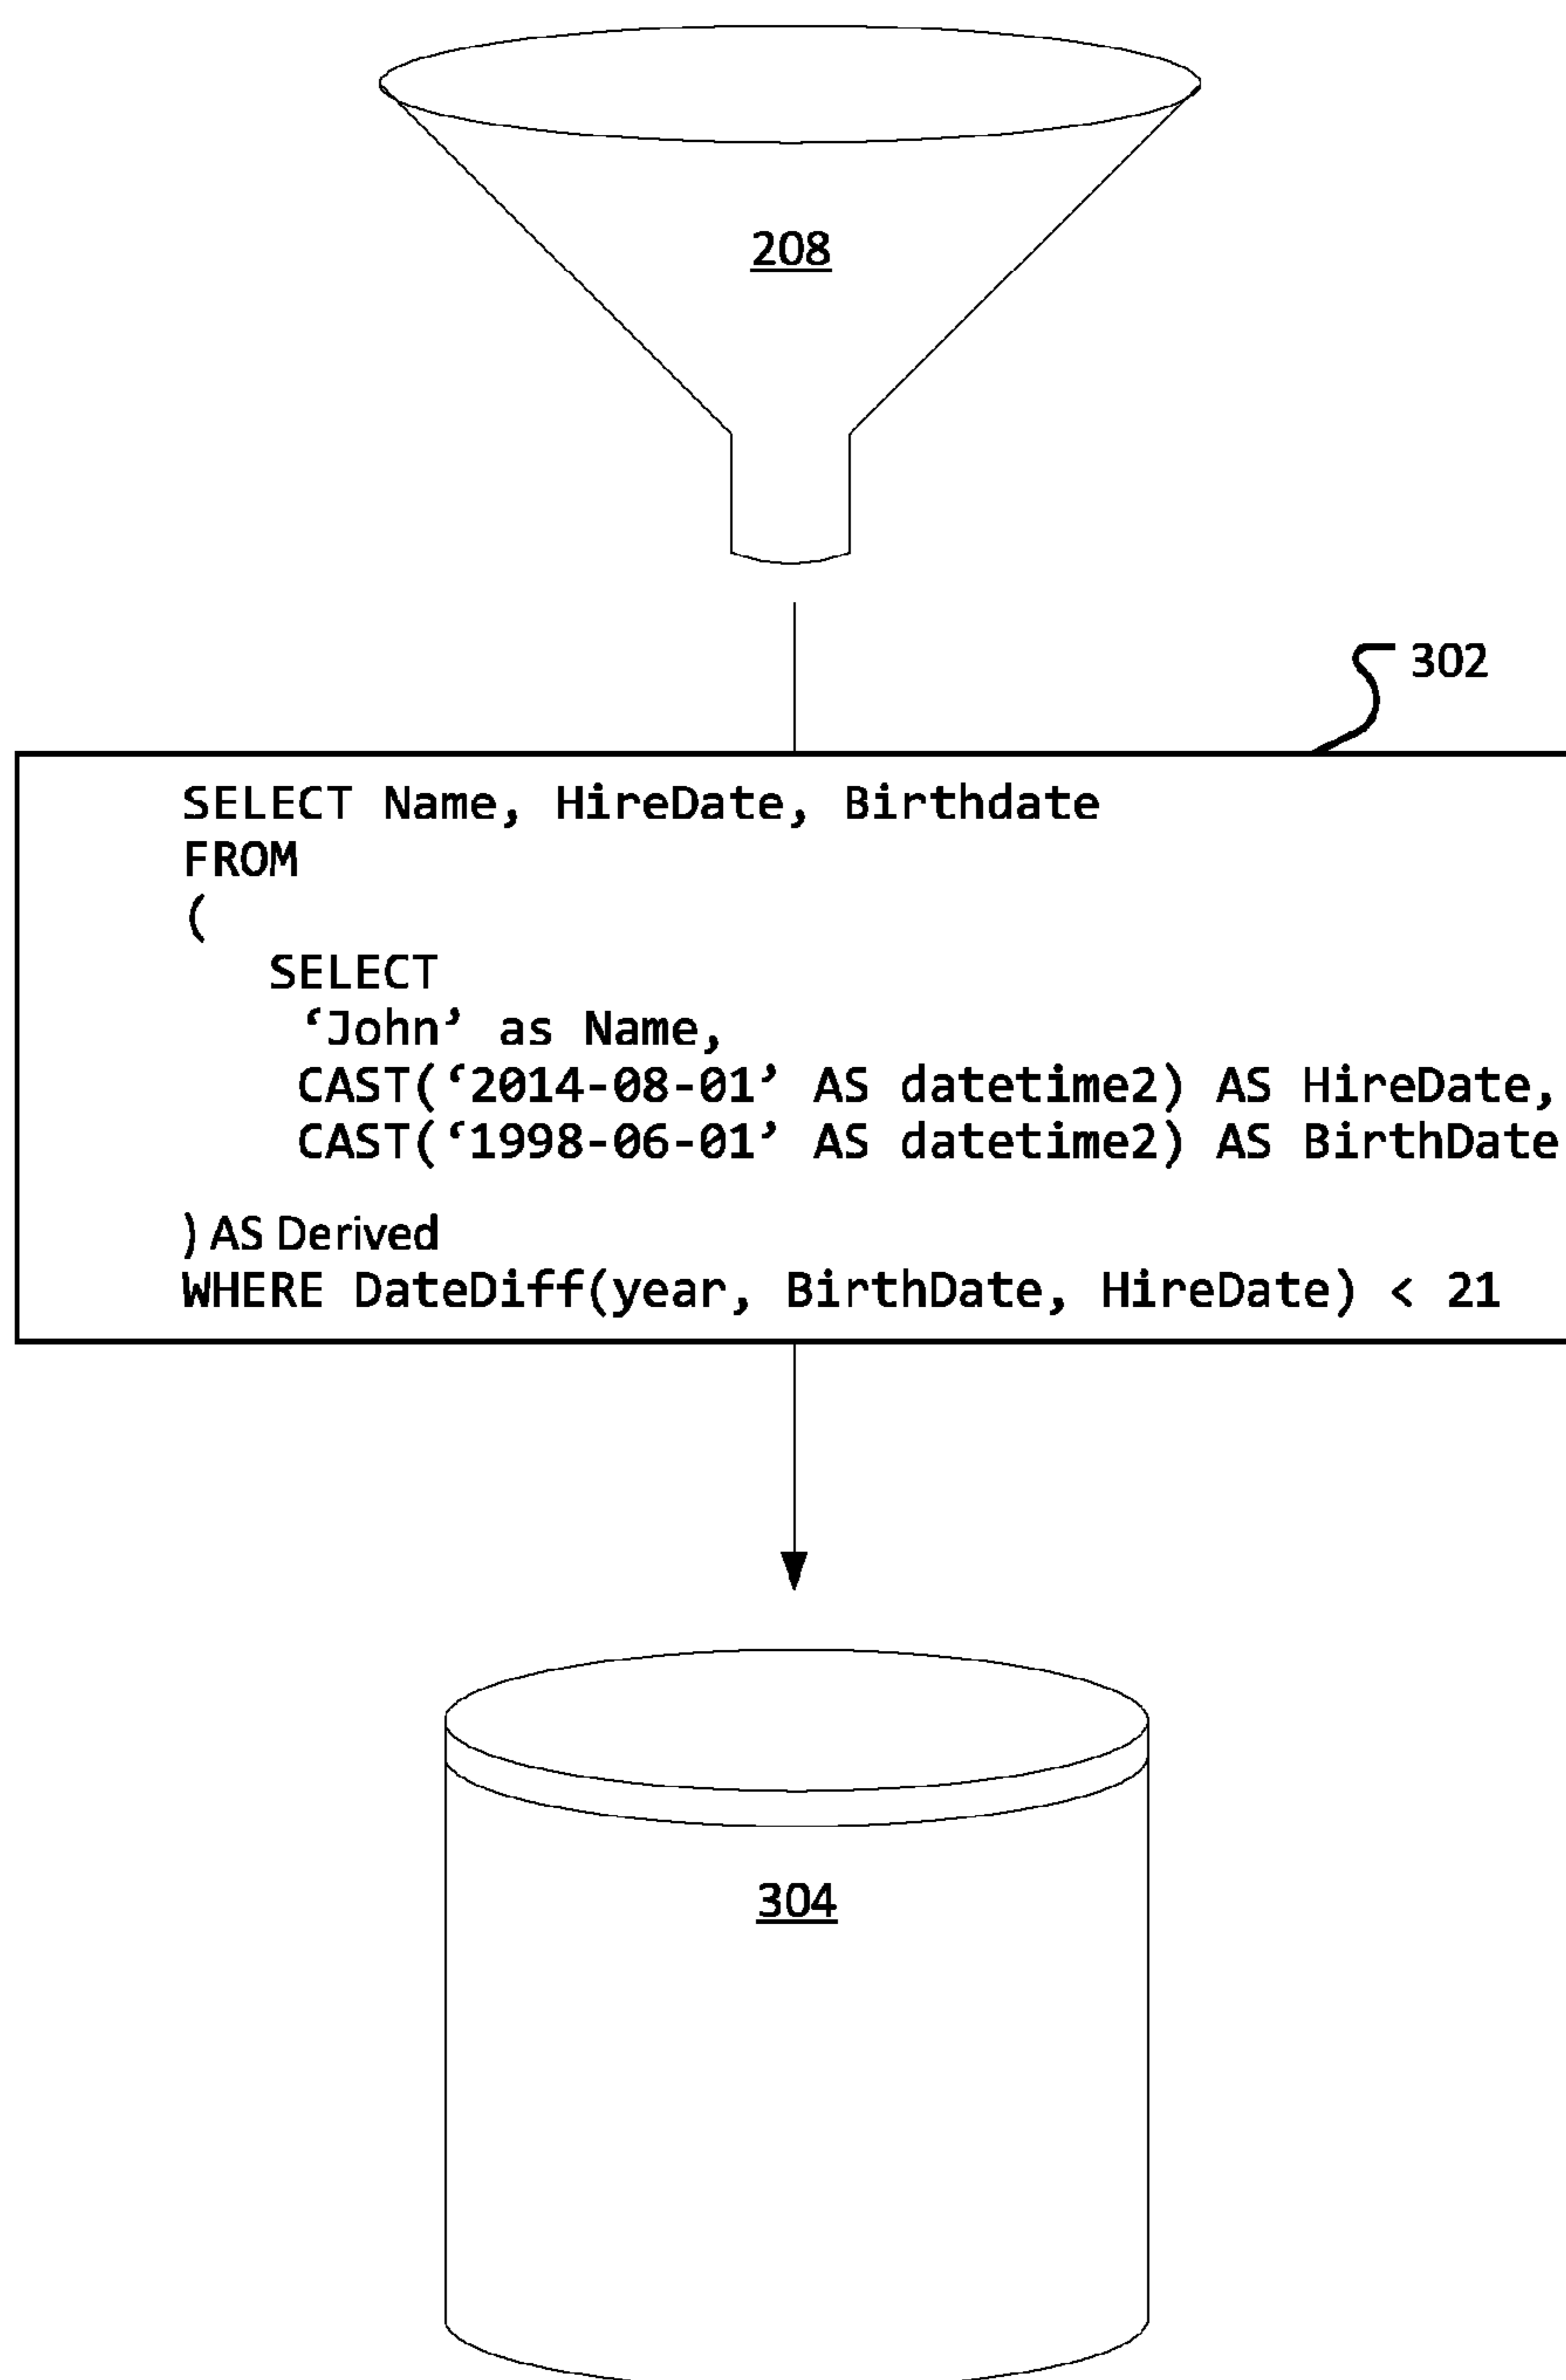 208
302
SELECT Name, HireDate, Birthdate
FROM
(
SELECT
‘John’ as Name,
CAST(‘2014-08-01’ AS datetime2) AS HireDate,
CAST(‘1998-06-01’ AS datetime2) AS BirthDate
) AS Derived
WHERE DateDiff(year, BirthDate, HireDate) < 21
304